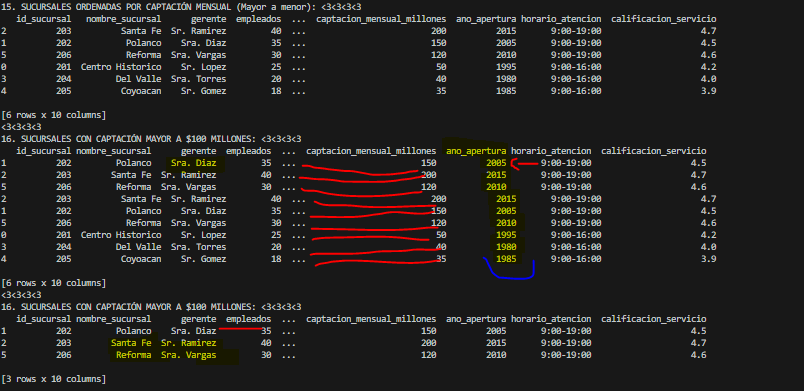 15. SUCURSALES ORDENADAS POR CAPTACIÓN MENSUAL (Mayor a menor): <3<3<3<3
id_sucursal nombre_sucursal gerente empleados ... captacion_mensual_millones ano_apertura horario_atencion calificacion_servicio
2 203 Santa Fe Sr. Ramirez 40 ... 200 2015 9:00-19:00 4.7
1 202 Polanco Sra. Diaz 35 ... 150 2005 9:00-19:00 4.5
5 206 Reforma Sra. Vargas 30 ... 120 2010 9:00-19:00 4.6
0 201 Centro Historico Sr. Lopez 25 ... 50 1995 9:00-16:00 4.2
3 204 Del Valle Sra. Torres 20 ... 40 1980 9:00-16:00 4.0
4 205 Coyoacan Sr. Gomez 18 ... 35 1985 9:00-16:00 3.9
[6 rows x 10 columns]
<3<3<3<3
16. SUCURSALES CON CAPTACIÓN MAYOR A $100 MILLONES: <3<3<3<3
id_sucursal nombre_sucursal gerente empleados ... captacion_mensual_millones ano_apertura horario_atencion calificacion_servicio
1 202 Polanco Sra. Diaz 35 ... 150 2005 9:00-19:00 4.5
2 203 Santa Fe Sr. Ramirez 40 ... 200 2015 9:00-19:00 4.7
5 206 Reforma Sra. Vargas 30 ... 120 2010 9:00-19:00 4.6
2 203 Santa Fe Sr. Ramirez 40 ... 200 2015 9:00-19:00 4.7
1 202 Polanco Sra. Diaz 35 ... 150 2005 9:00-19:00 4.5
5 206 Reforma Sra. Vargas 30 ... 120 2010 9:00-19:00 4.6
0 201 Centro Historico Sr. Lopez 25 ... 50 1995 9:00-16:00 4.2
3 204 Del Valle Sra. Torres 20 ... 40 1980 9:00-16:00 4.0
4 205 Coyoacan Sr. Gomez 18 ... 35 1985 9:00-16:00 3.9
[6 rows x 10 columns]
<3<3<3<3
16. SUCURSALES CON CAPTACIÓN MAYOR A $100 MILLONES: <3<3<3<3
id_sucursal nombre_sucursal gerente empleados ... captacion_mensual_millones ano_apertura horario_atencion calificacion_servicio
1 202 Polanco Sra. Diaz 35 ... 150 2005 9:00-19:00 4.5
2 203 Santa Fe Sr. Ramirez 40 ... 200 2015 9:00-19:00 4.7
5 206 Reforma Sra. Vargas 30 ... 120 2010 9:00-19:00 4.6
[3 rows x 10 columns]